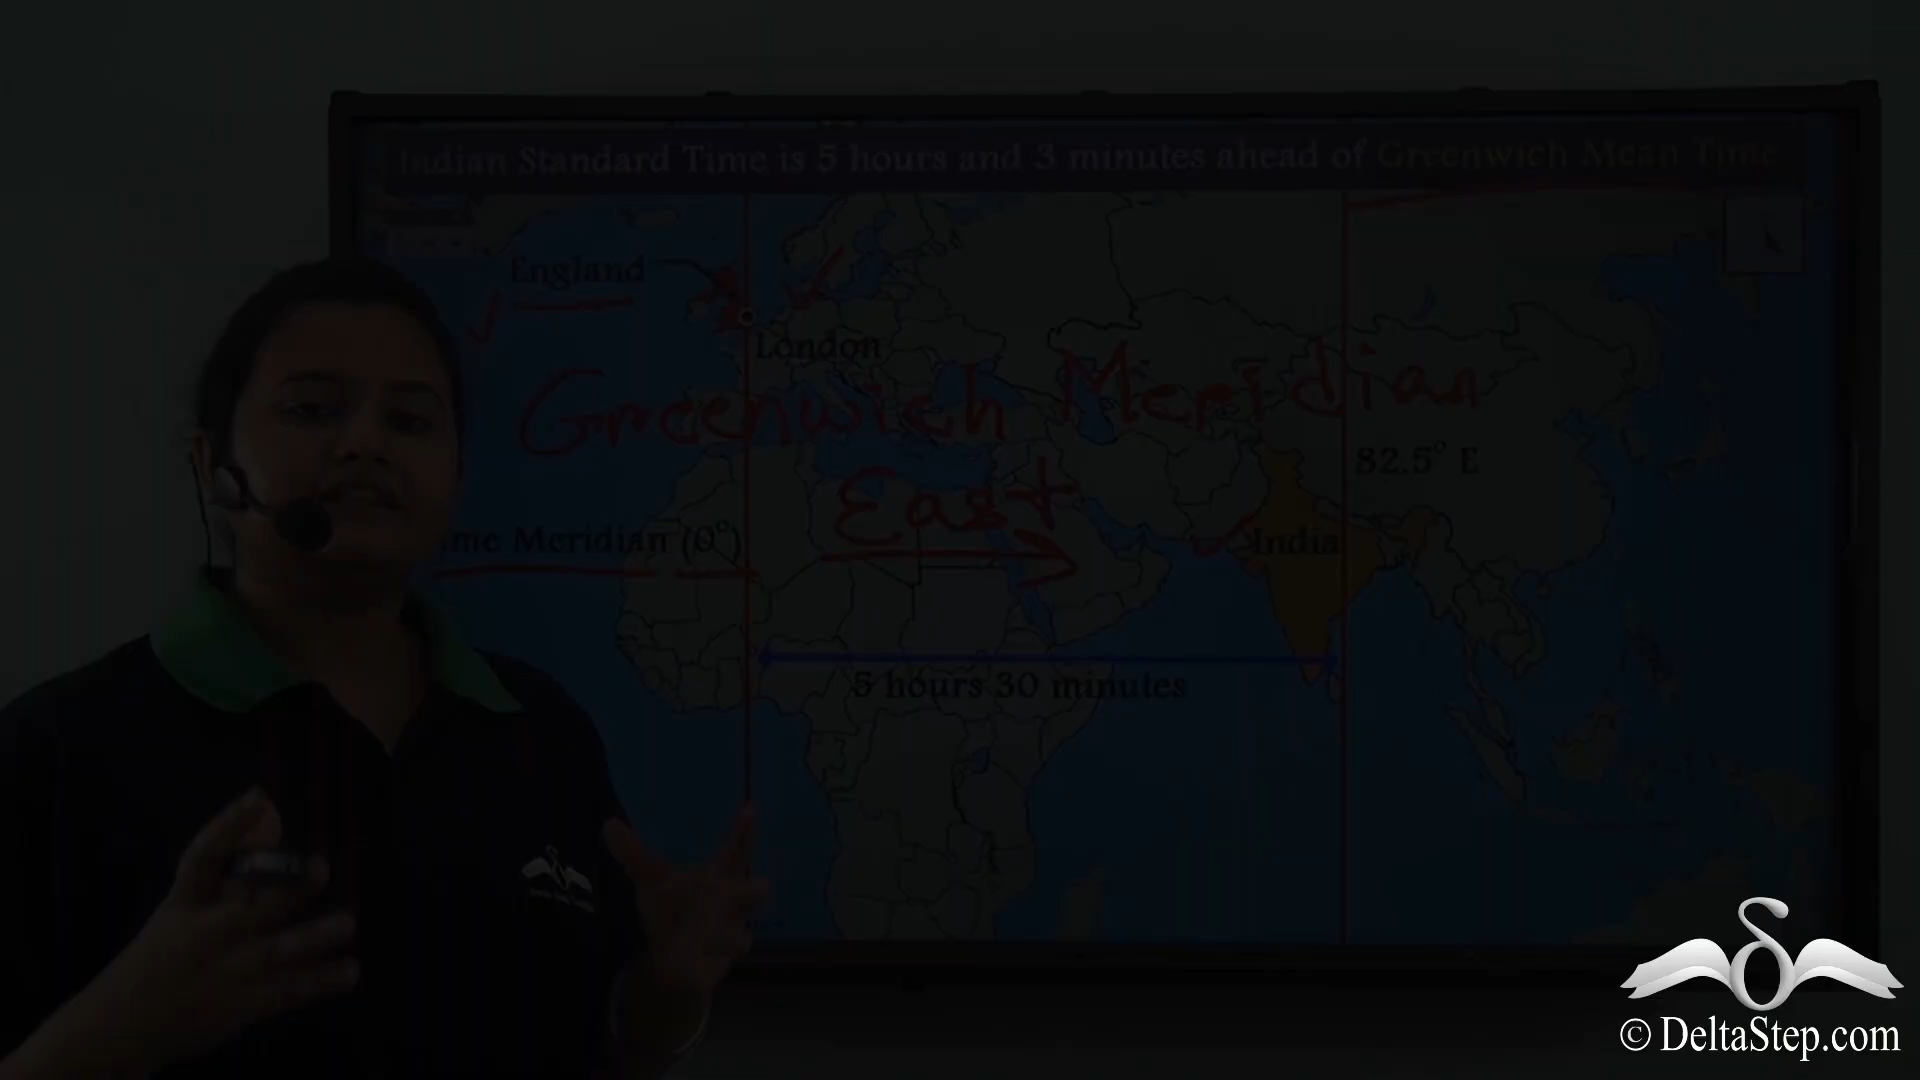 Indian Standard Time is 5 hours and 3 minutes ahead of Greenwich Mean Time
England
London
Greenwich Meridian
82.5° E
East
me Meridian (0°)
India
5 hours 30 minutes
© DeltaStep.com